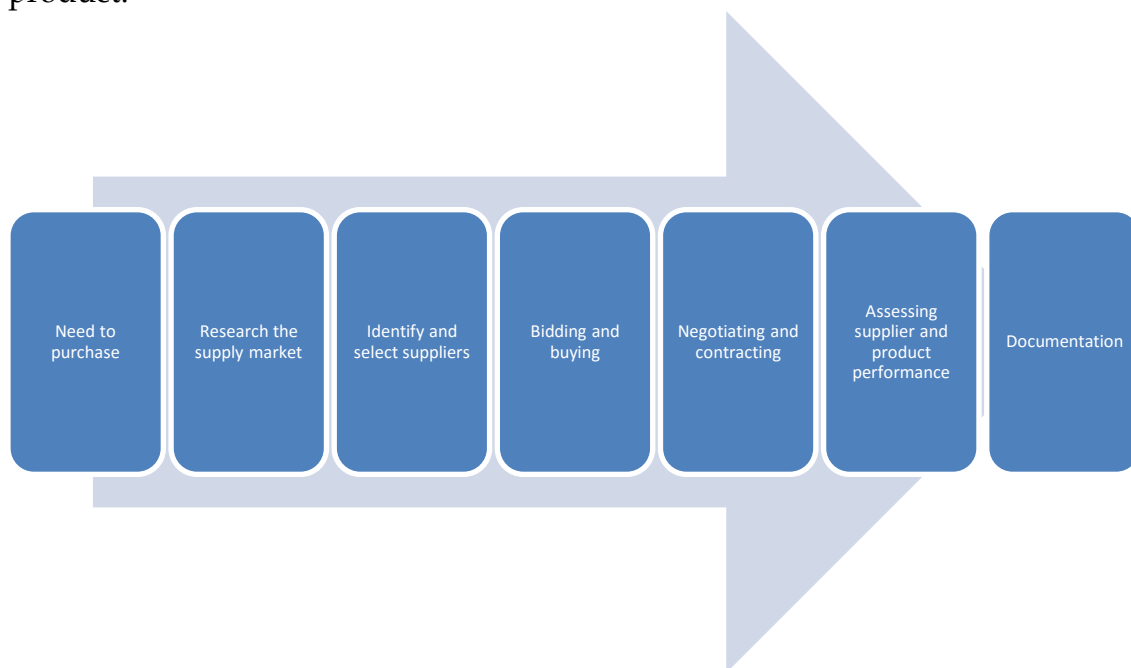 product.
Need to
purchase
Research the
supply market
Identify and
select suppliers
Bidding and
buying
Negotiating and
contracting
Assessing
supplier and
product
performance
Documentation